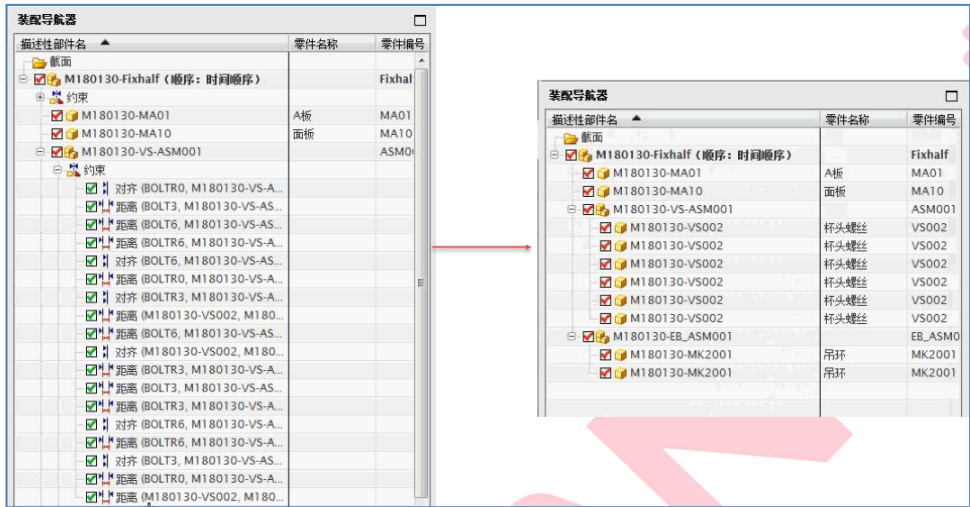 装配导航器
描述性部件名 零件名称 零件编号
截面
M180130-Fixhalf (顺序: 时间顺序) Fixhal
约束
M180130-MA01 A板 MA01
M180130-MA10 面板 MA10
M180130-VS-ASM001 ASM0
约束
对齐 (BOLTR0, M180130-VS-A...
距离 (BOLT3, M180130-VS-AS...
距离 (BOLT6, M180130-VS-AS...
距离 (BOLTR6, M180130-VS-A...
对齐 (BOLT6, M180130-VS-AS...
距离 (BOLTR0, M180130-VS-A...
对齐 (BOLTR3, M180130-VS-A...
距离 (M180130-VS002, M180...
距离 (BOLT6, M180130-VS-AS...
对齐 (M180130-VS002, M180...
距离 (BOLTR3, M180130-VS-A...
距离 (BOLT3, M180130-VS-AS...
距离 (BOLTR3, M180130-VS-A...
对齐 (BOLTR6, M180130-VS-A...
距离 (BOLTR6, M180130-VS-A...
对齐 (BOLT3, M180130-VS-AS...
距离 (BOLTR0, M180130-VS-A...
距离 (M180130-VS002, M180...
装配导航器
描述性部件名 零件名称 零件编号
截面
M180130-Fixhalf (顺序: 时间顺序) Fixhalf
M180130-MA01 A板 MA01
M180130-MA10 面板 MA10
M180130-VS-ASM001 ASM001
M180130-VS002 杯头螺丝 VS002
M180130-VS002 杯头螺丝 VS002
M180130-VS002 杯头螺丝 VS002
M180130-VS002 杯头螺丝 VS002
M180130-VS002 杯头螺丝 VS002
M180130-VS002 杯头螺丝 VS002
M180130-EB_ASM001 EB_ASM0
M180130-MK2001 吊环 MK2001
M180130-MK2001 吊环 MK2001